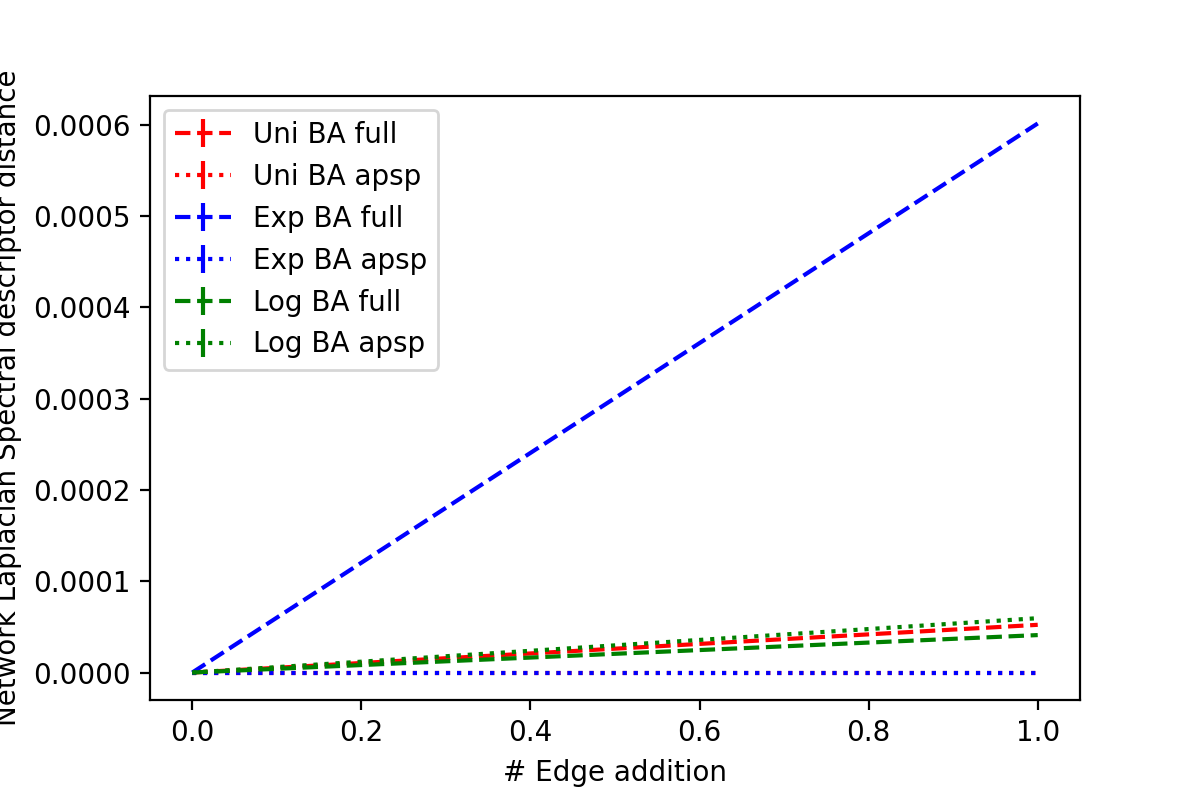 Network Laplacian Spectral descriptor distance
0.0006
0.0005
0.0004
0.0003
0.0002
0.0001
0.0000
Uni BA full
Uni BA apsp
Exp BA full
Exp BA apsp
Log BA full
Log BA apsp
0.0 0.2 0.4 0.6 0.8 1.0
# Edge addition